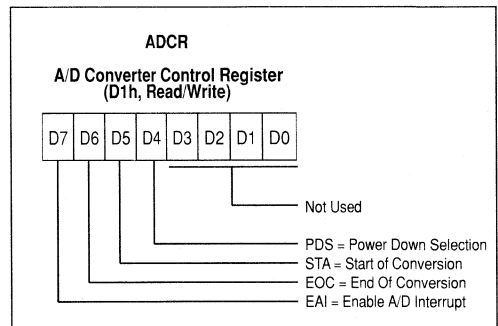 ADCR
A/D Converter Control Register
(D1h, Read/Write)
D7 D6 D5 D4 D3 D2 D1 D0
Not Used
PDS = Power Down Selection
STA = Start of Conversion
EOC = End Of Conversion
EAI = Enable A/D Interrupt